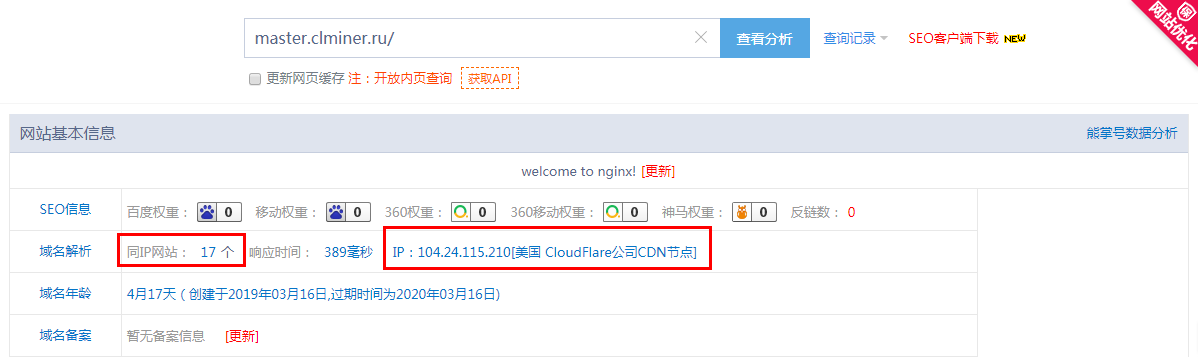 master.clminer.ru/ 查看分析 查询记录 SEO客户端下载 NEW
保
网站优化
更新网页缓存 注：开放内页查询 获取API
网站基本信息 熊掌号数据分析
welcome to nginx! [更新]
SEO信息 百度权重： 0 移动权重： 0 360权重： 0 360移动权重： 0 神马权重： 0 反链数： 0
域名解析 同IP网站： 17 个 响应时间： 389毫秒 IP：104.24.115.210[美国 CloudFlare公司CDN节点]
域名年龄 4月17天 ( 创建于2019年03月16日,过期时间为2020年03月16日)
域名备案 暂无备案信息 [更新]